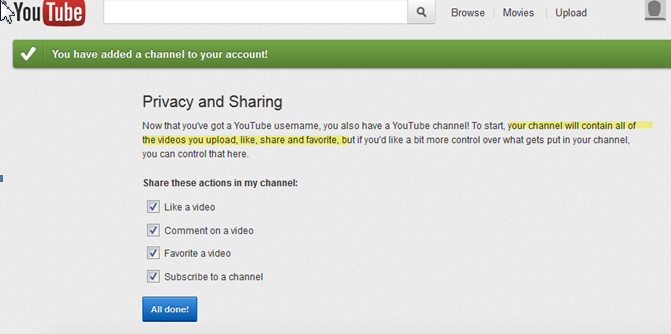 YouTube
Browse Movies Upload
You have added a channel to your account!
Privacy and Sharing
Now that you've got a YouTube username, you also have a YouTube channel! To start, your channel will contain all of
the videos you upload, like, share and favorite, but if you'd like a bit more control over what gets put in your channel,
you can control that here.
Share these actions in my channel:
Like a video
Comment on a video
Favorite a video
Subscribe to a channel
All done!